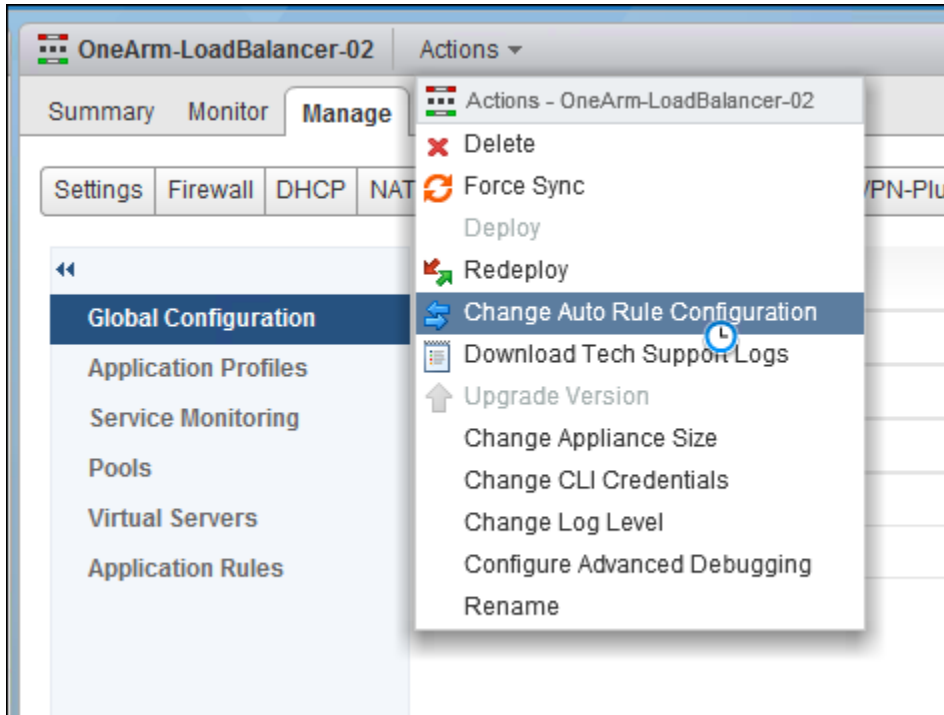 OneArm-LoadBalancer-02 Actions
Summary Monitor Manage
Actions - OneArm-LoadBalancer-02
Delete
Settings Firewall DHCP NAT
Force Sync
Deploy
Redeploy
Global Configuration
Change Auto Rule Configuration
Application Profiles
Download Tech Support Logs
Upgrade Version
Service Monitoring
Change Appliance Size
Pools
Change CLI Credentials
Virtual Servers
Change Log Level
Application Rules
Configure Advanced Debugging
Rename